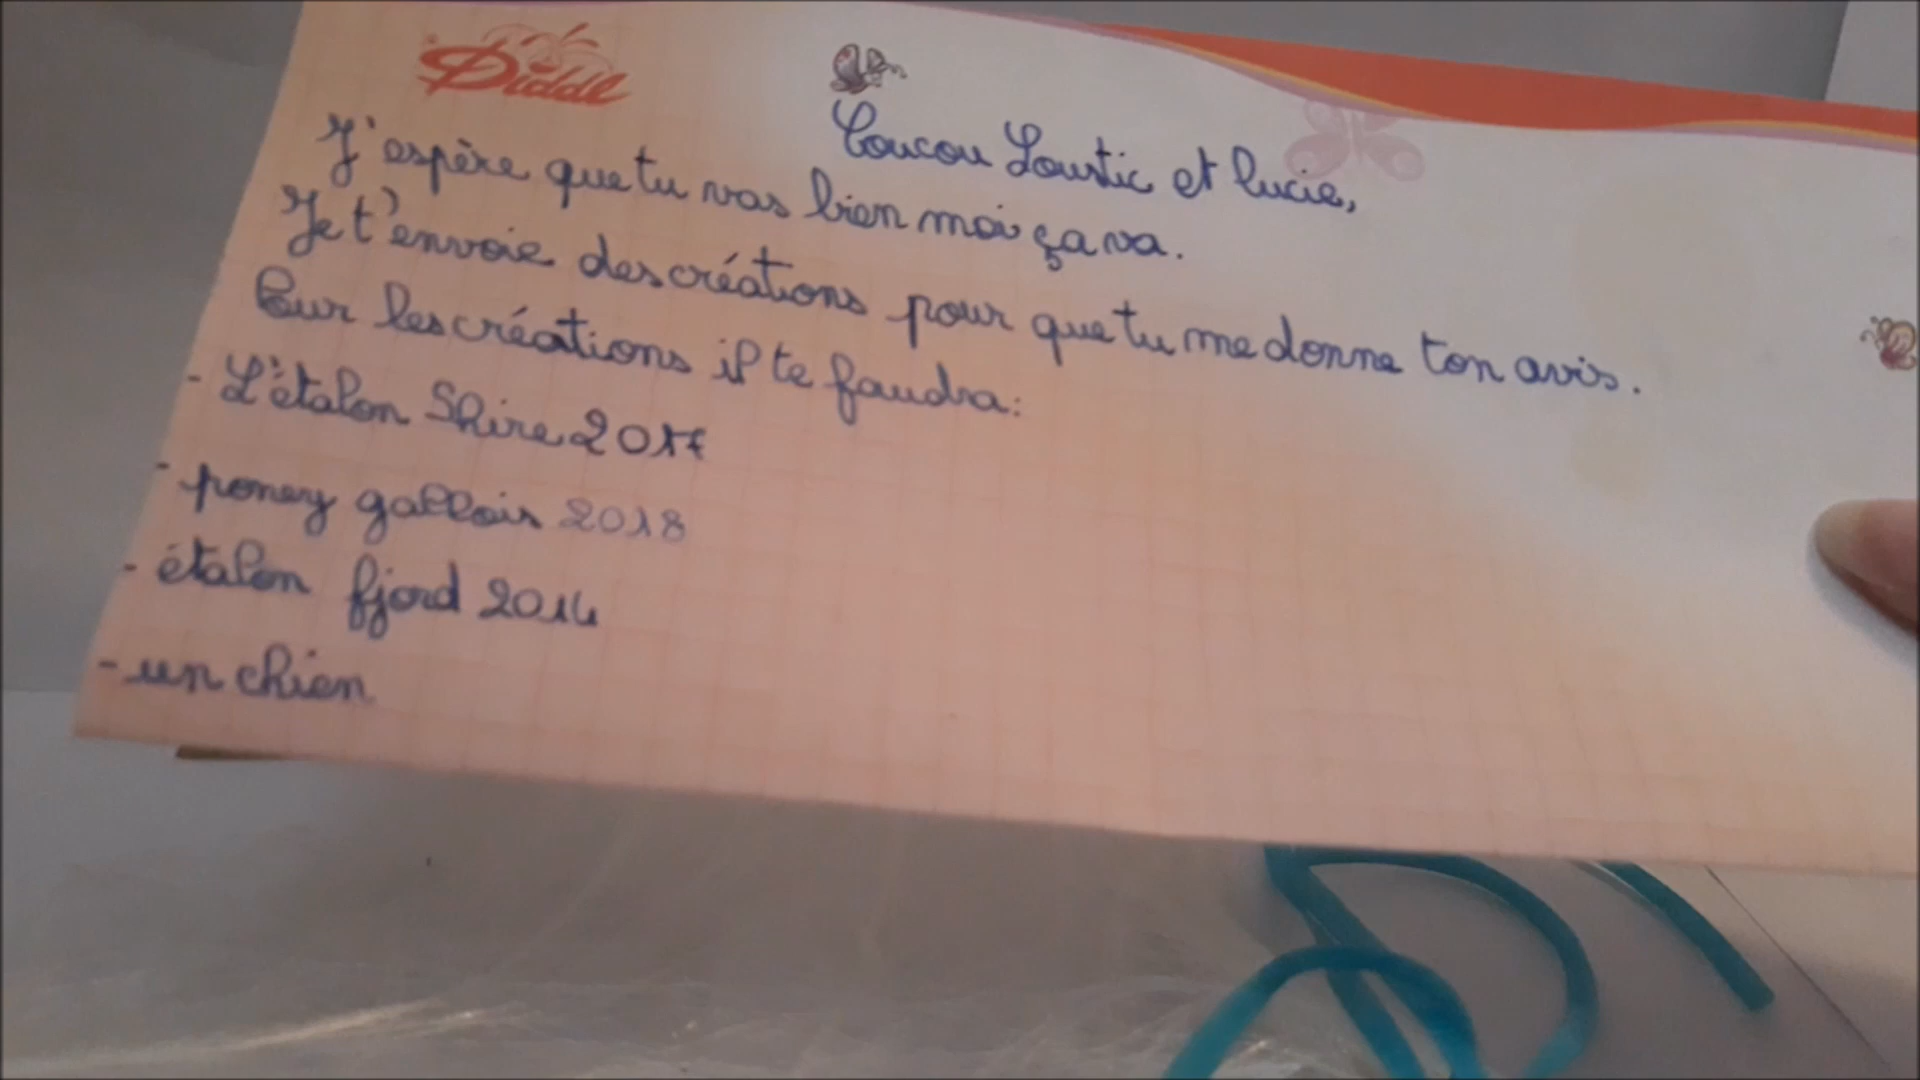 Diddl
Coucou Loustic et lucie,
J'espère que tu vas bien moi ça va.
Je t'envoie des créations pour que tu me donne ton avis.
Pour les créations il te faudra:
- L'étalon Shire 2017
- poney gallois 2018
- étalon fjord 2014
- un chien